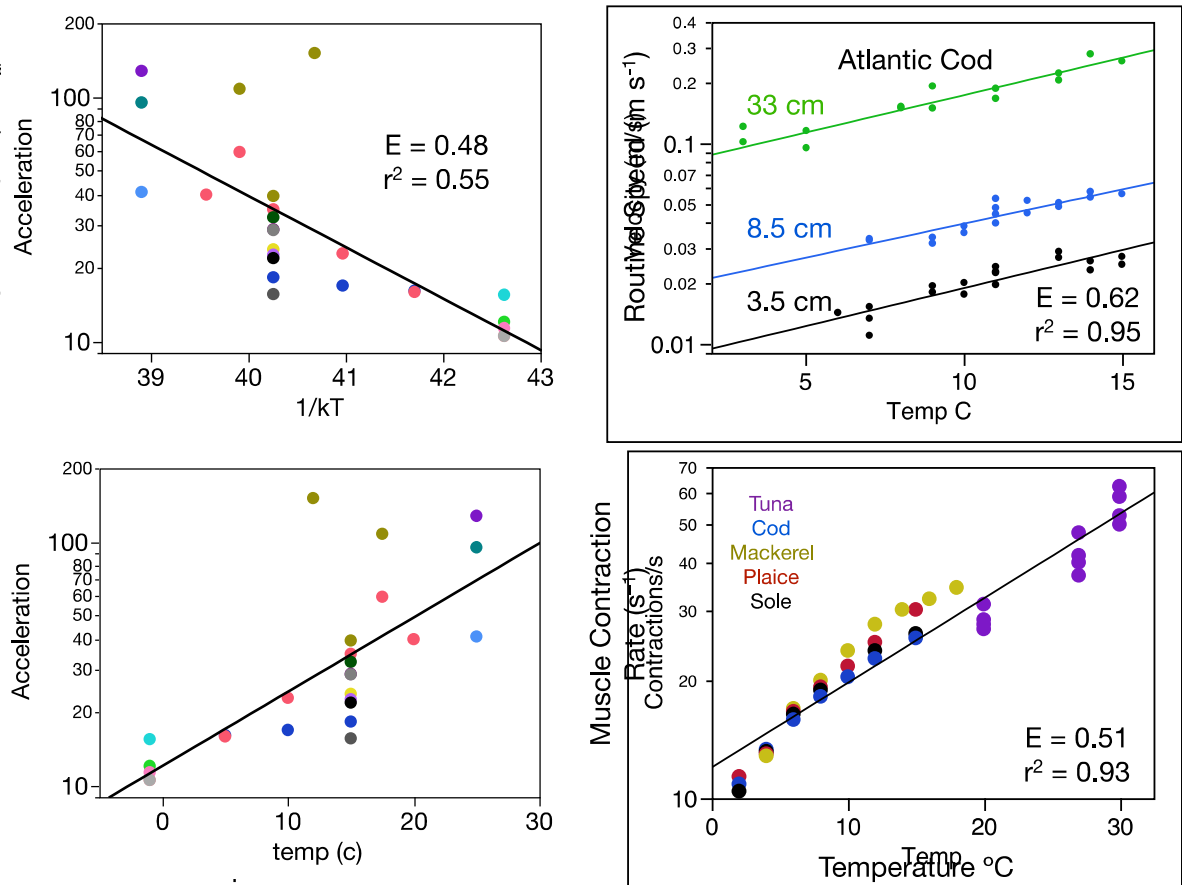 200
100
80
70
60
50
40
30
20
10
Acceleration
E = 0.48
r² = 0.55
39
40
41
42
43
1/kT
0.4
0.3
0.2
0.1
0.07
0.05
0.03
0.02
0.01
Atlantic Cod
33 cm
8.5 cm
3.5 cm
E = 0.62
r² = 0.95
5
10
15
Temp C
200
100
80
70
60
50
40
30
20
10
Acceleration
0
10
20
30
temp (c)
70
60
50
40
30
20
10
Muscle Contraction
Rate (s⁻¹)
Contractions/s
Tuna
Cod
Mackerel
Plaice
Sole
E = 0.51
r² = 0.93
0
10
20
30
Temp
Temperature ºC